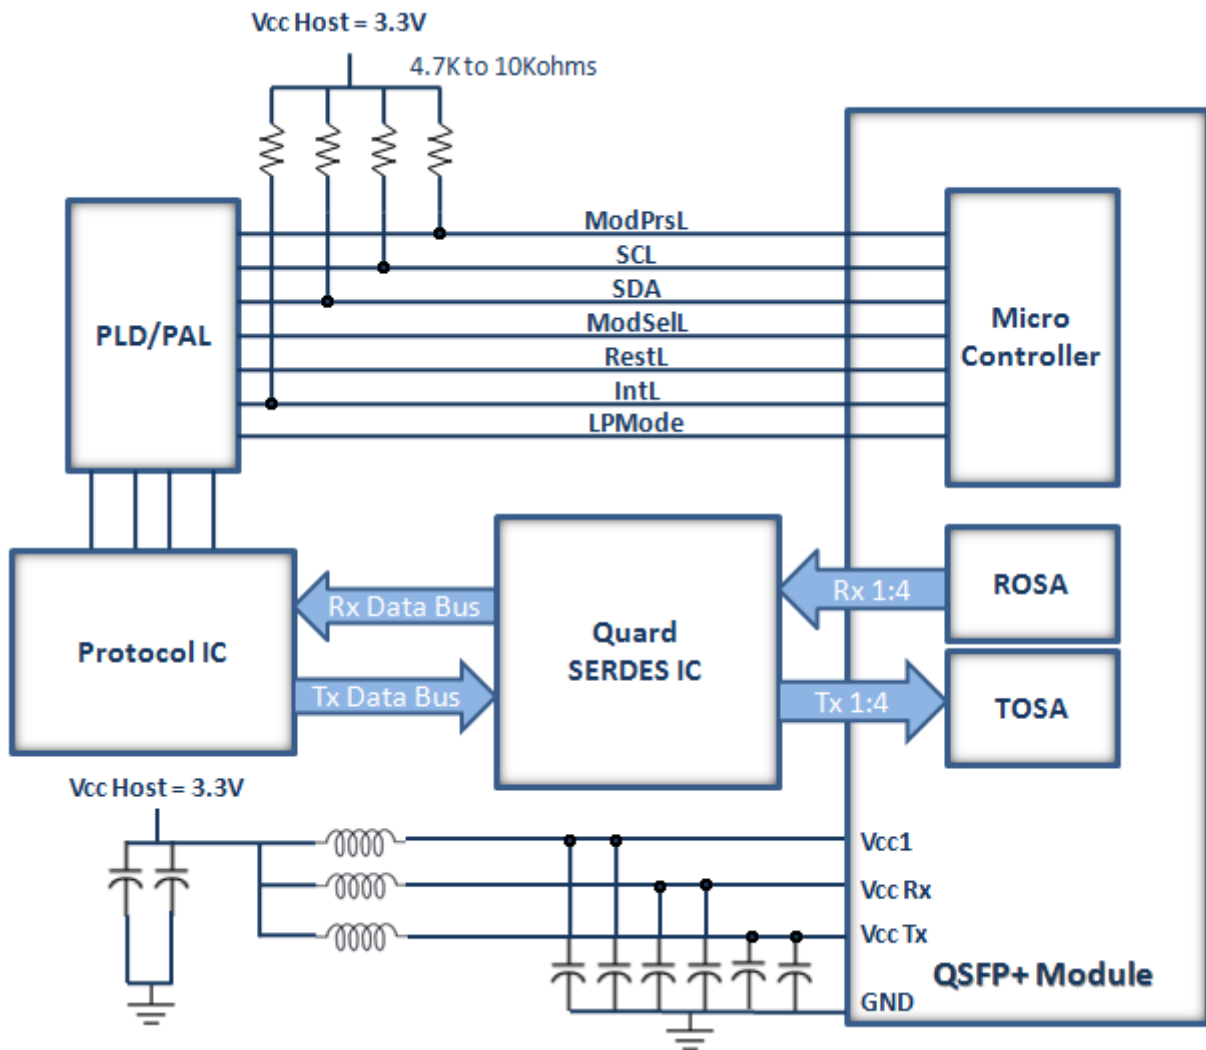 Vcc Host = 3.3V
4.7K to 10Kohms
ModPrsL
SCL
SDA
ModSelL
RestL
IntL
LPMode
PLD/PAL
Micro
Controller
Rx Data Bus
Tx Data Bus
Protocol IC
Quard
SERDES IC
Rx 1:4
Tx 1:4
ROSA
TOSA
Vcc Host = 3.3V
Vcc1
Vcc Rx
Vcc Tx
QSFP+ Module
GND